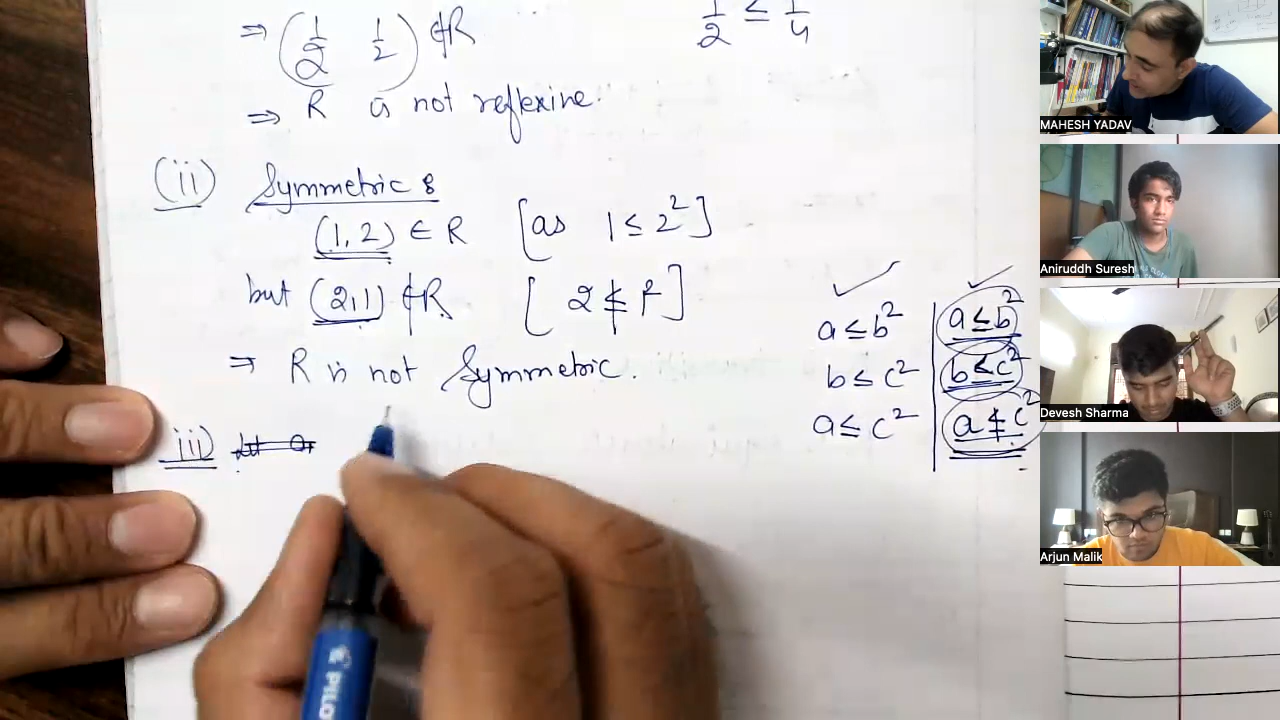 ⇒ (1/2 1/2) ∉ R
1/2 ≤ 1/4
⇒ R is not reflexive.
(ii) Symmetric :
(1, 2) ∈ R [as 1 ≤ 2²]
but (2, 1) ∉ R [ 2 ≰ 1² ]
⇒ R is not Symmetric.
iii)
a ≤ b²
b ≤ c²
a ≤ c²
a ≤ b²
b ≤ c²
a ≰ c²
PILO
MAHESH YADAV
Aniruddh Suresh
Devesh Sharma
Arjun Malik